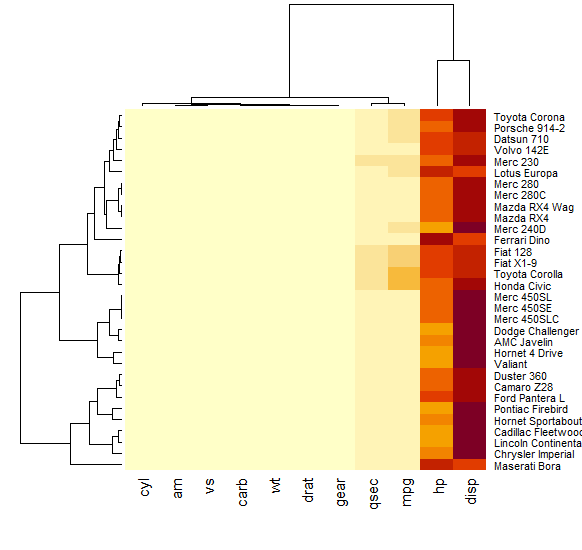 Toyota Corona
Porsche 914-2
Datsun 710
Volvo 142E
Merc 230
Lotus Europa
Merc 280
Merc 280C
Mazda RX4 Wag
Mazda RX4
Merc 240D
Ferrari Dino
Fiat 128
Fiat X1-9
Toyota Corolla
Honda Civic
Merc 450SL
Merc 450SE
Merc 450SLC
Dodge Challenger
AMC Javelin
Hornet 4 Drive
Valiant
Duster 360
Camaro Z28
Ford Pantera L
Pontiac Firebird
Hornet Sportabout
Cadillac Fleetwood
Lincoln Continenta
Chrysler Imperial
Maserati Bora
cyl
am
vs
carb
wt
drat
gear
qsec
mpg
hp
disp